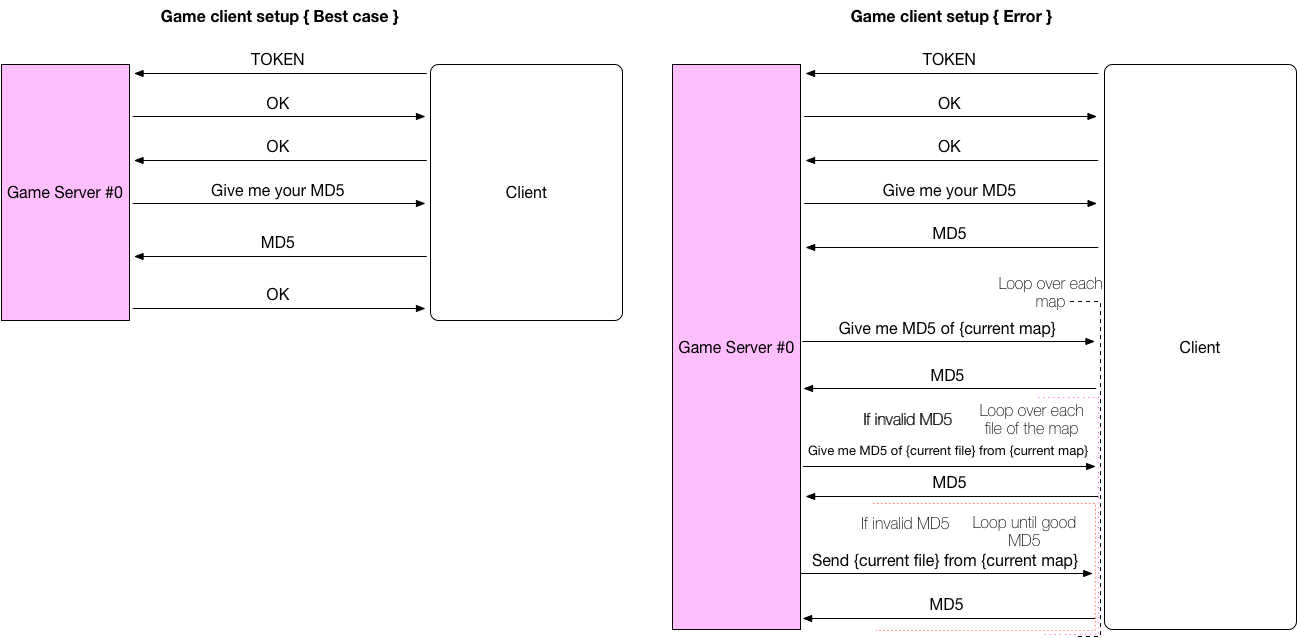 Game client setup { Best case }
TOKEN
OK
OK
Game Server #0
Give me your MD5
Client
MD5
OK
Game client setup { Error }
TOKEN
OK
OK
Give me your MD5
MD5
Loop over each
map
Give me MD5 of {current map}
Game Server #0
Client
MD5
If invalid MD5
Loop over each
file of the map
Give me MD5 of {current file} from {current map}
MD5
If invalid MD5
Loop until good
MD5
Send {current file} from {current map}
MD5